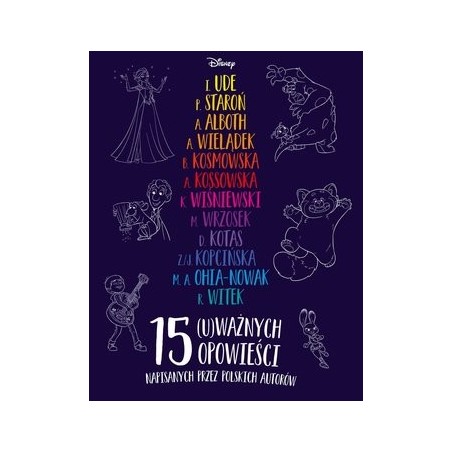 Disney
I. UDE
P. STAROŃ
A. ALBOTH
A. WIELĄDEK
B. KOSMOWSKA
A. KOSSOWSKA
K. WIŚNIEWSKI
M. WRZOSEK
D. KOTAS
Z./J. KOPCIŃSKA
M. A. OHIA-NOWAK
R. WITEK
15 (U)WAŻNYCH
OPOWIEŚCI
NAPISANYCH PRZEZ POLSKICH AUTORÓW